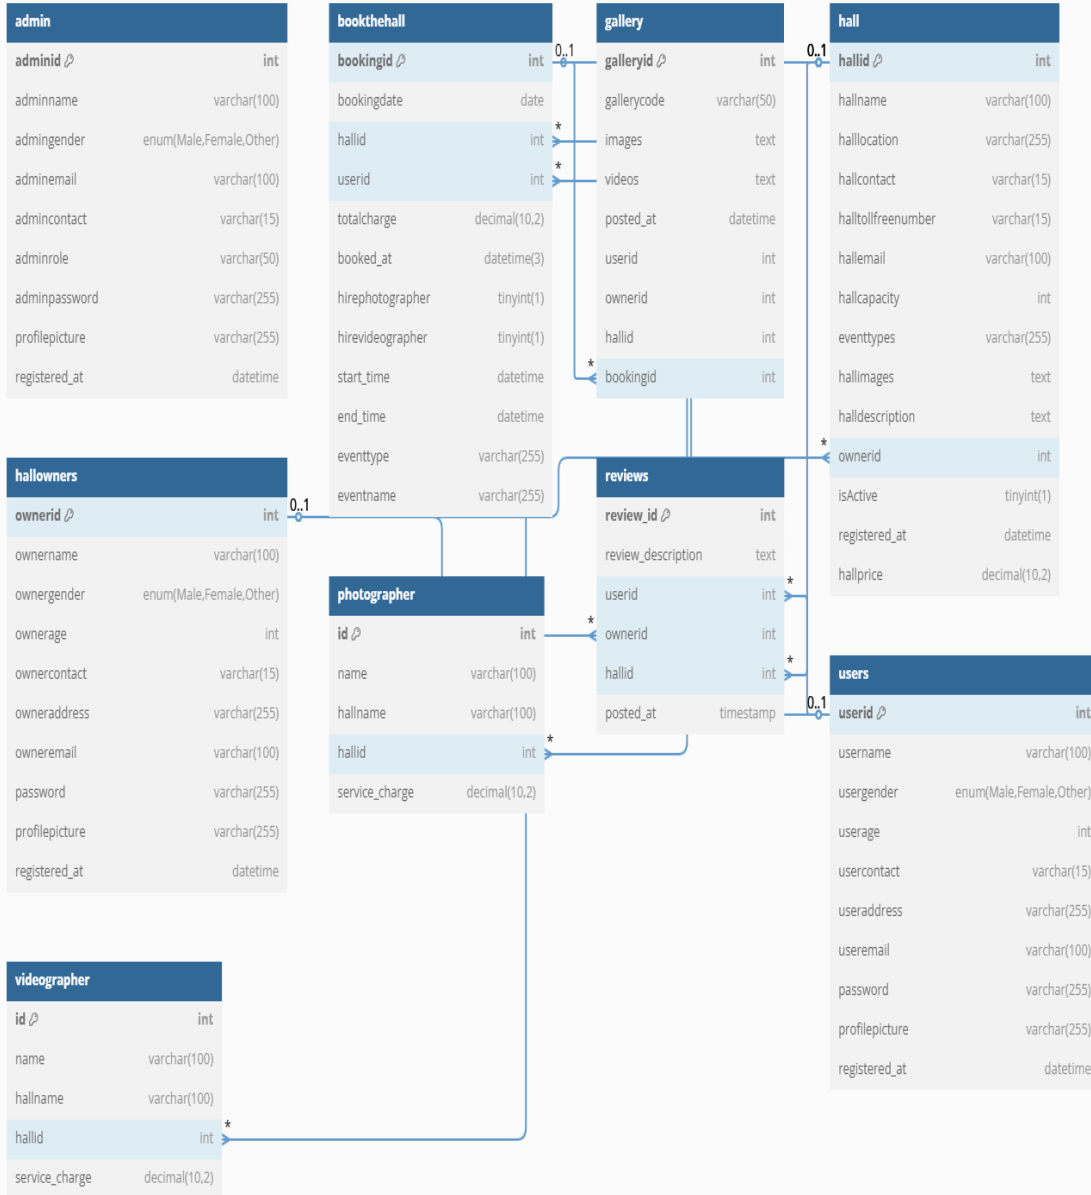 admin
adminid int
adminname varchar(100)
admingender enum(Male,Female,Other)
adminemail varchar(100)
admincontact varchar(15)
adminrole varchar(50)
adminpassword varchar(255)
profilepicture varchar(255)
registered_at datetime
bookthehall
bookingid int
0..1
bookingdate date
hallid int
*
userid int
*
totalcharge decimal(10,2)
booked_at datetime(3)
hirephotographer tinyint(1)
hirevideographer tinyint(1)
start_time datetime
end_time datetime
eventtype varchar(255)
eventname varchar(255)
gallery
galleryid int
gallerycode varchar(50)
images text
videos text
posted_at datetime
userid int
ownerid int
hallid int
*
bookingid int
hall
0..1
hallid int
hallname varchar(100)
halllocation varchar(255)
hallcontact varchar(15)
halltollfreenumber varchar(15)
hallemail varchar(100)
hallcapacity int
eventtypes varchar(255)
hallimages text
halldescription text
*
ownerid int
isActive tinyint(1)
registered_at datetime
hallprice decimal(10,2)
hallowners
ownerid int
0..1
ownername varchar(100)
ownergender enum(Male,Female,Other)
ownerage int
ownercontact varchar(15)
owneraddress varchar(255)
owneremail varchar(100)
password varchar(255)
profilepicture varchar(255)
registered_at datetime
photographer
id int
name varchar(100)
hallname varchar(100)
hallid int
*
service_charge decimal(10,2)
reviews
review_id int
review_description text
userid int
*
*
ownerid int
hallid int
*
posted_at timestamp
users
0..1
userid int
username varchar(100)
usergender enum(Male,Female,Other)
userage int
usercontact varchar(15)
useraddress varchar(255)
useremail varchar(100)
password varchar(255)
profilepicture varchar(255)
registered_at datetime
videographer
id int
name varchar(100)
hallname varchar(100)
hallid int
*
service_charge decimal(10,2)